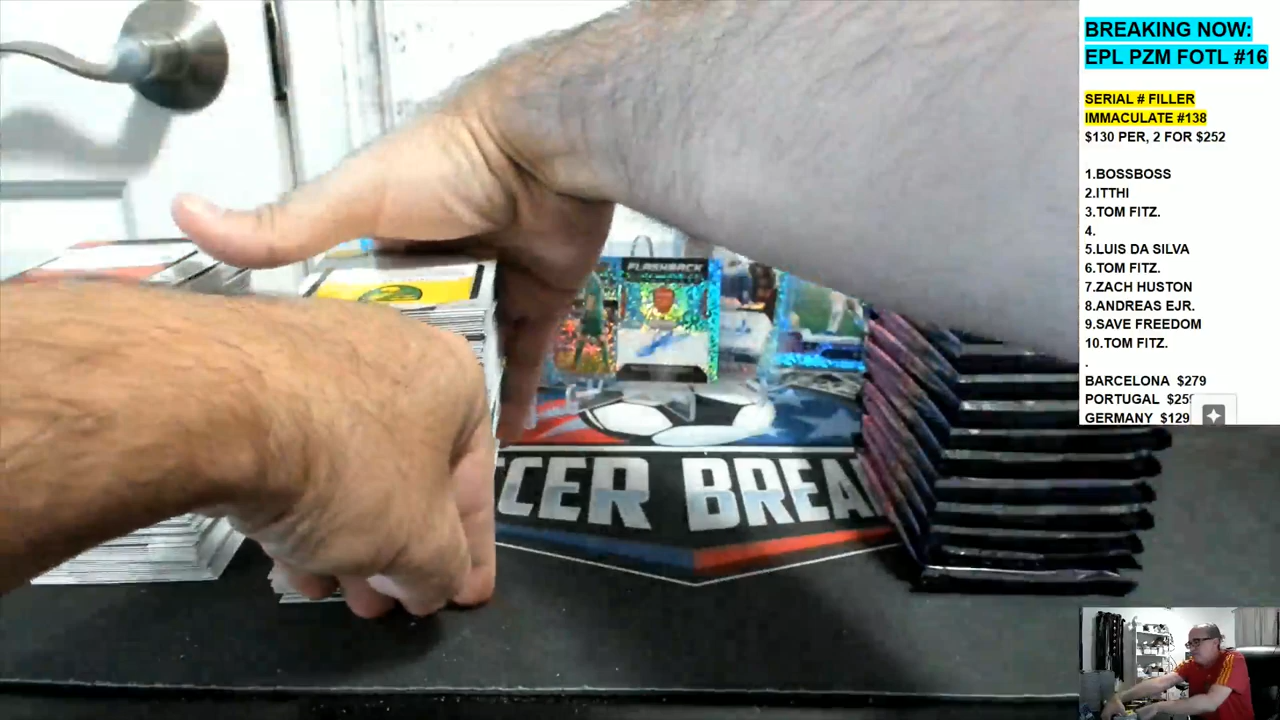 BREAKING NOW:
EPL PZM FOTL #16
SERIAL # FILLER
IMMACULATE #138
$130 PER, 2 FOR $252
1.BOSSBOSS
2.ITTHI
3.TOM FITZ.
4.
5.LUIS DA SILVA
6.TOM FITZ.
7.ZACH HUSTON
8.ANDREAS EJR.
9.SAVE FREEDOM
10.TOM FITZ.
.
BARCELONA $279
PORTUGAL $259
GERMANY $129
FLASHBACK
CCER BREA